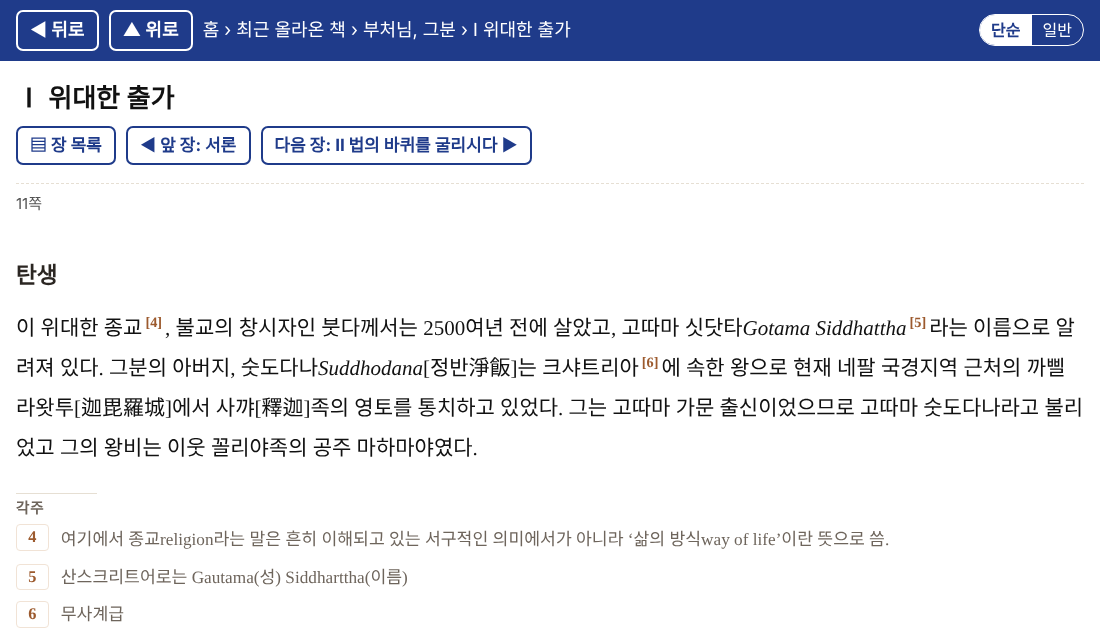 ◀ 뒤로 ▲ 위로 홈 › 최근 올라온 책 › 부처님, 그분 › Ⅰ 위대한 출가 단순 일반
Ⅰ 위대한 출가
▤ 장 목록 ◀ 앞 장: 서론 다음 장: Ⅱ 법의 바퀴를 굴리시다 ▶
11쪽
탄생
이 위대한 종교[4], 불교의 창시자인 붓다께서는 2500여년 전에 살았고, 고따마 싯닷타Gotama Siddhattha[5]라는 이름으로 알
려져 있다. 그분의 아버지, 숫도다나Suddhodana[정반淨飯]는 크샤트리아[6]에 속한 왕으로 현재 네팔 국경지역 근처의 까삘
라왓투[迦毘羅城]에서 사꺄[釋迦]족의 영토를 통치하고 있었다. 그는 고따마 가문 출신이었으므로 고따마 숫도다나라고 불리
었고 그의 왕비는 이웃 꼴리야족의 공주 마하마야였다.
각주
4 여기에서 종교religion라는 말은 흔히 이해되고 있는 서구적인 의미에서가 아니라 ‘삶의 방식way of life’이란 뜻으로 씀.
5 산스크리트어로는 Gautama(성) Siddharttha(이름)
6 무사계급